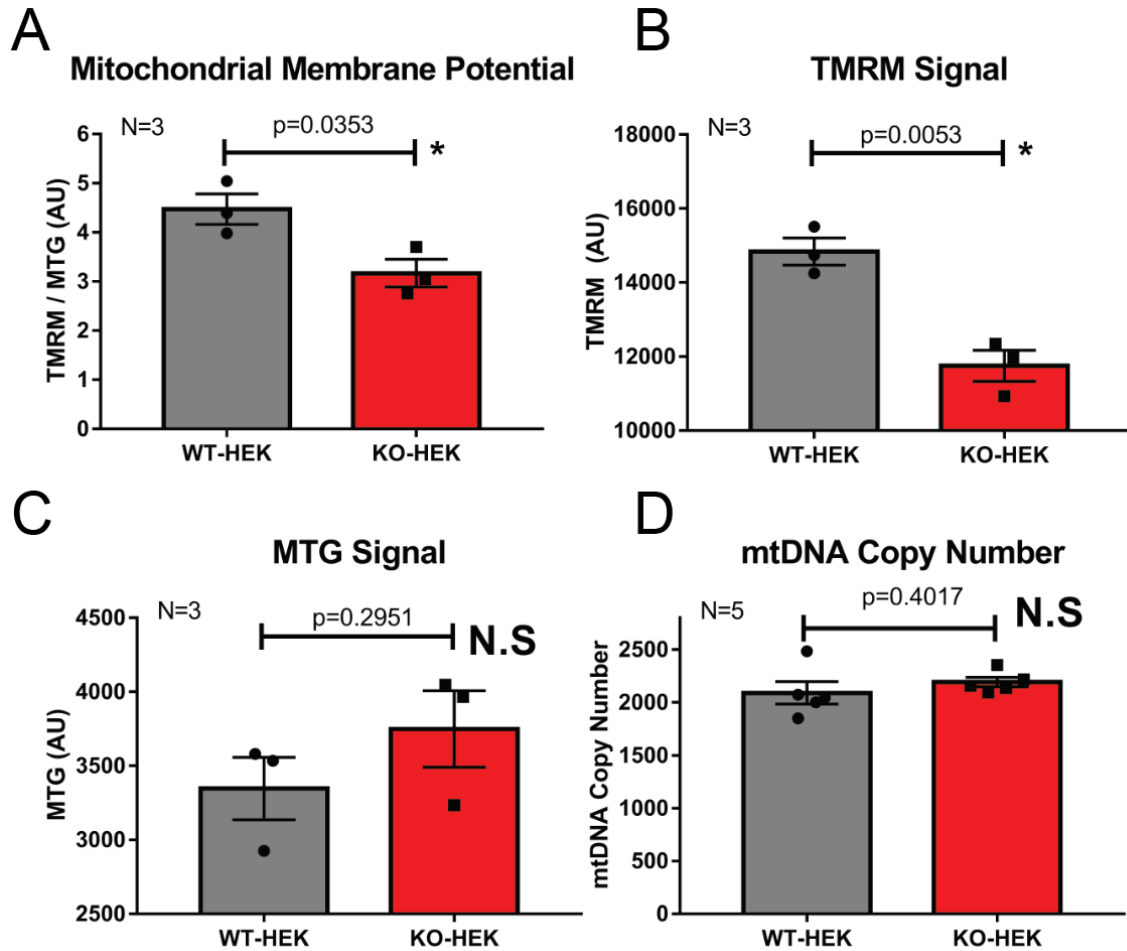 A
Mitochondrial Membrane Potential
N=3
p=0.0353
*
TMRM / MTG (AU)
6
5
4
3
2
1
0
WT-HEK
KO-HEK
B
TMRM Signal
N=3
p=0.0053
*
TMRM (AU)
18000
16000
14000
12000
10000
WT-HEK
KO-HEK
C
MTG Signal
N=3
p=0.2951
N.S
MTG (AU)
4500
4000
3500
3000
2500
WT-HEK
KO-HEK
D
mtDNA Copy Number
N=5
p=0.4017
N.S
mtDNA Copy Number
2500
2000
1500
1000
500
0
WT-HEK
KO-HEK